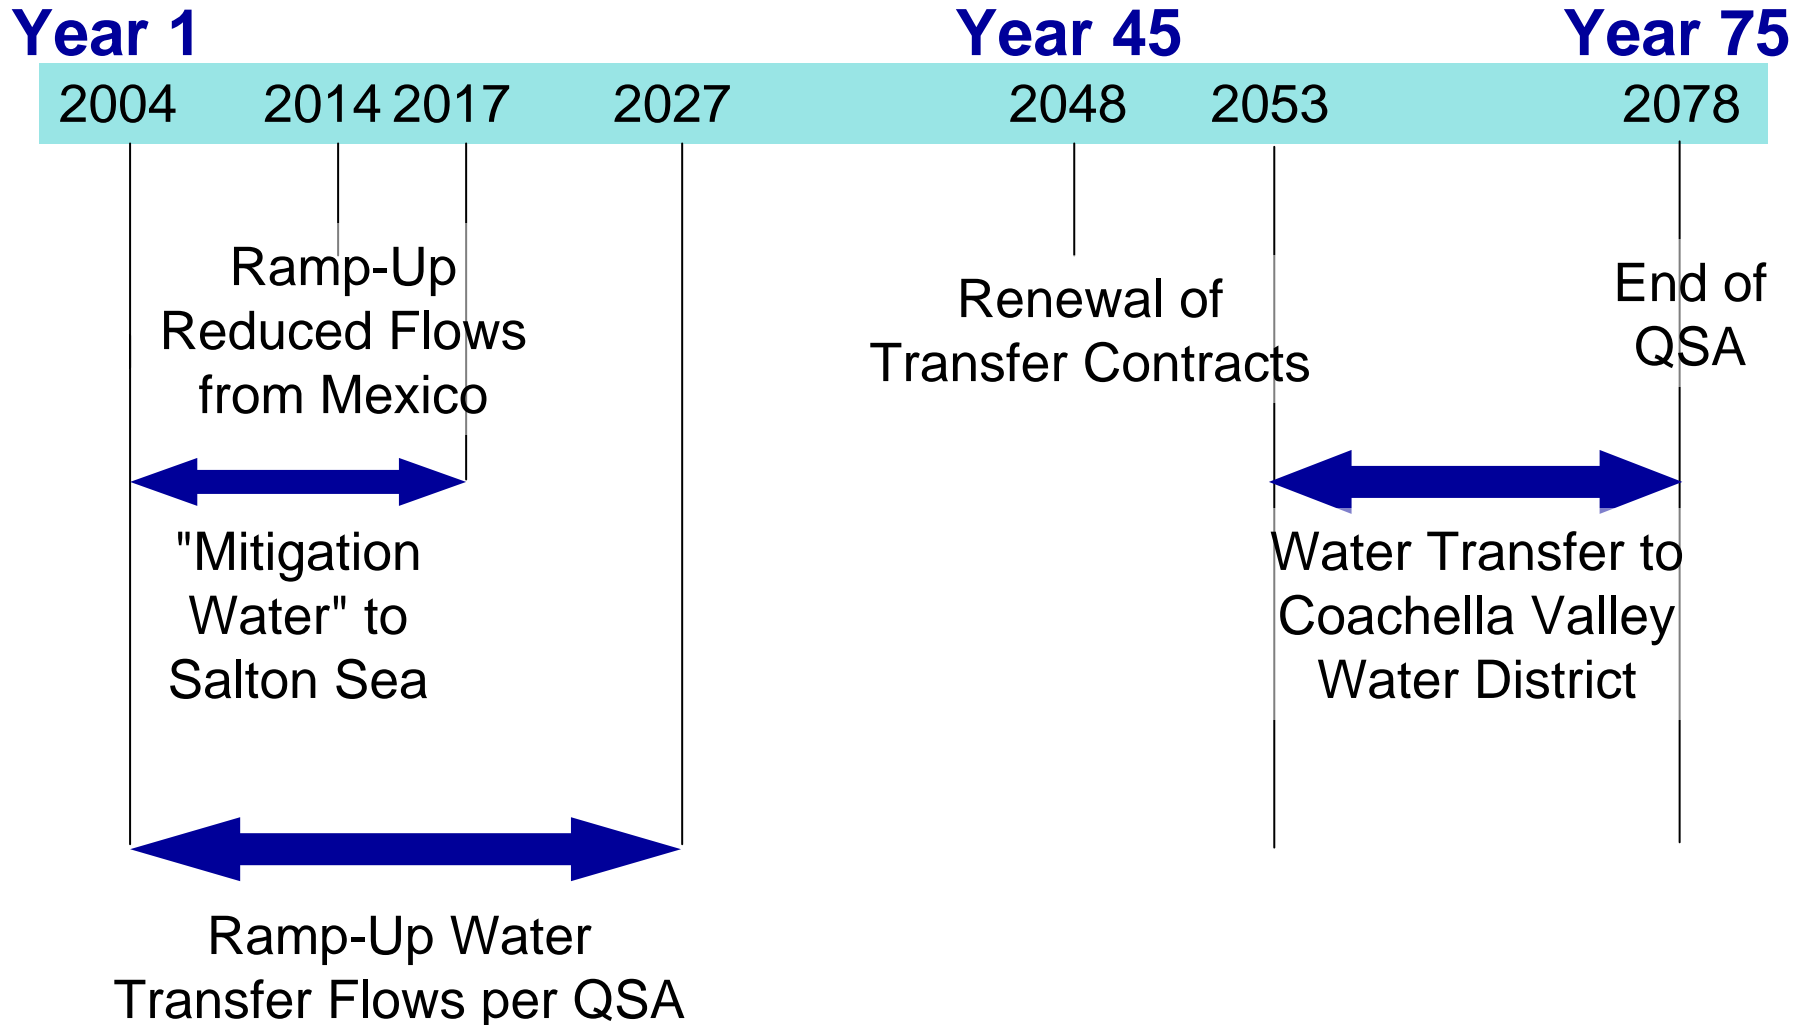 Year 1
Year 45
Year 75
2004
2014
2017
2027
2048
2053
2078
Ramp-Up
Reduced Flows
from Mexico
Renewal of
Transfer Contracts
End of
QSA
"Mitigation
Water" to
Salton Sea
Water Transfer to
Coachella Valley
Water District
Ramp-Up Water
Transfer Flows per QSA